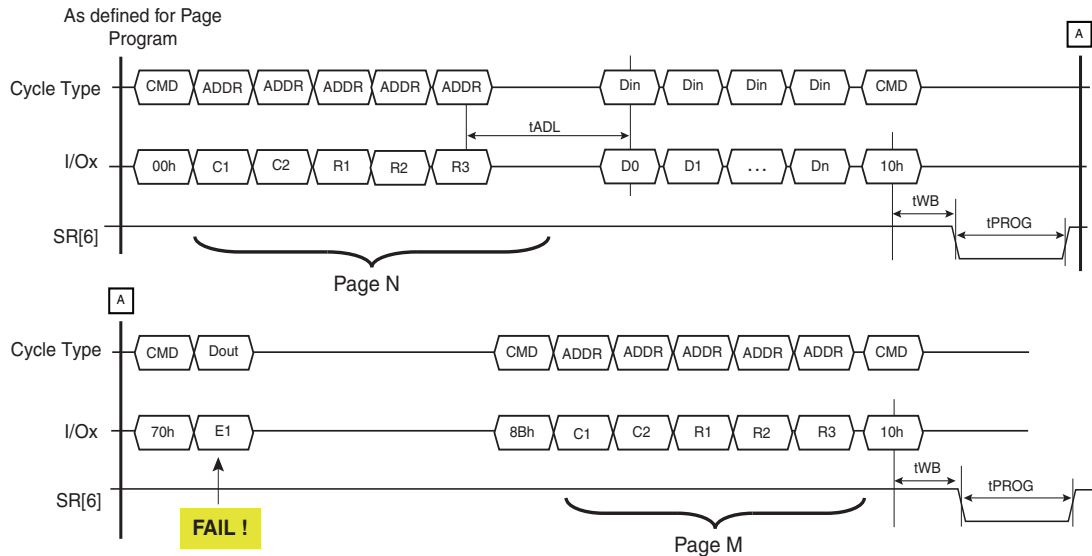 As defined for Page
Program
A
Cycle Type
CMD ADDR ADDR ADDR ADDR ADDR Din Din Din Din CMD
tADL
I/Ox
00h C1 C2 R1 R2 R3 D0 D1 ... Dn 10h
tWB
tPROG
SR[6]
Page N
A
Cycle Type
CMD Dout CMD ADDR ADDR ADDR ADDR ADDR CMD
I/Ox
70h E1 8Bh C1 C2 R1 R2 R3 10h
tWB
tPROG
SR[6]
FAIL !
Page M